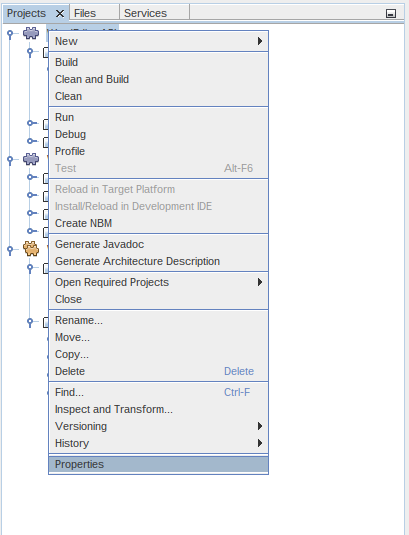 Projects Files Services
New
Build
Clean and Build
Clean
Run
Debug
Profile
Test Alt-F6
Reload in Target Platform
Install/Reload in Development IDE
Create NBM
Generate Javadoc
Generate Architecture Description
Open Required Projects
Close
Rename...
Move...
Copy...
Delete Delete
Find... Ctrl-F
Inspect and Transform...
Versioning
History
Properties